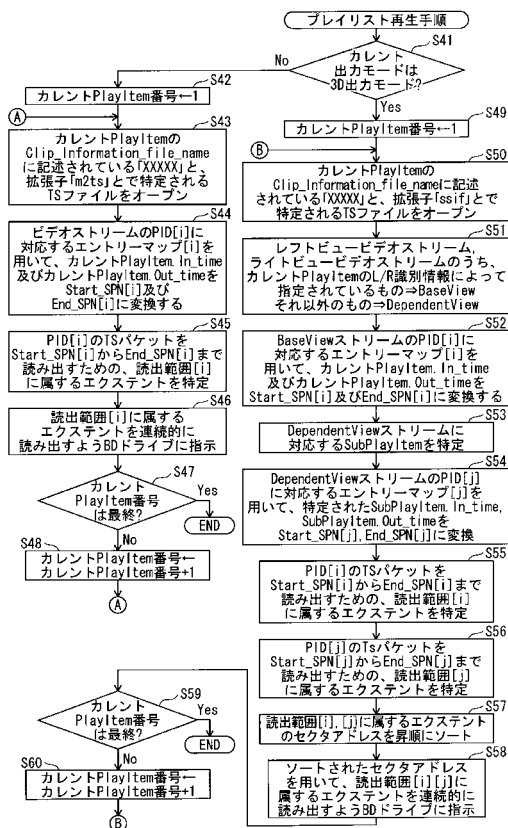 プレイリスト再生手順
S41
カレント
出力モードは
3D出力モード?
No
Yes
S42
カレントPlayItem番号←1
A
S43
カレントPlayItemの
Clip_Information_file_name
に記述されている「XXXXX」と、
拡張子「m2ts」とで特定される
TSファイルをオープン
S44
ビデオストリームのPID[i]に
対応するエントリーマップ[i]を
用いて、カレントPlayItem.In_time
及びカレントPlayItem.Out_timeを
Start_SPN[i]及び
End_SPN[i]に変換する
S45
PID[i]のTSパケットを
Start_SPN[i]からEnd_SPN[i]まで
読み出すための、読出範囲[i]
に属するエクステントを特定
S46
読出範囲[i]に属する
エクステントを連続的に
読み出すようBDドライブに指示
S47
カレント
PlayItem番号
は最終?
Yes
END
No
S48
カレントPlayItem番号←
カレントPlayItem番号+1
A
S49
カレントPlayItem番号←1
B
S50
カレントPlayItemの
Clip_Information_file_nameに記述
されている「XXXXX」と、拡張子「ssif」とで
特定されるTSファイルをオープン
S51
レフトビュービデオストリーム,
ライトビュービデオストリームのうち、
カレントPlayItemのL/R識別情報によって
指定されているもの⇒BaseView
それ以外のもの⇒DependentView
S52
BaseViewストリームのPID[i]に
対応するエントリーマップ[i]を
用いて、カレントPlayItem.In_time
及びカレントPlayItem.Out_timeを
Start_SPN[i]及びEnd_SPN[i]に変換する
S53
DependentViewストリームに
対応するSubPlayItemを特定
S54
DependentViewストリームのPID[j]
に対応するエントリーマップ[j]を
用いて、特定されたSubPlayItem.In_time,
SubPlayItem.Out_timeを
Start_SPN[j],End_SPN[j]に変換
S55
PID[i]のTSパケットを
Start_SPN[i]からEnd_SPN[i]まで
読み出すための、読出範囲[i]
に属するエクステントを特定
S56
PID[j]のTsパケットを
Start_SPN[j]からEnd_SPN[j]まで
読み出すための、読出範囲[j]
に属するエクステントを特定
S57
読出範囲[i],[j]に属するエクステント
のセクタアドレスを昇順にソート
S58
ソートされたセクタアドレス
を用いて、読出範囲[i][j]に
属するエクステントを連続的に
読み出すようBDドライブに指示
S59
カレント
PlayItem番号
は最終?
Yes
END
No
S60
カレントPlayItem番号←
カレントPlayItem番号+1
B